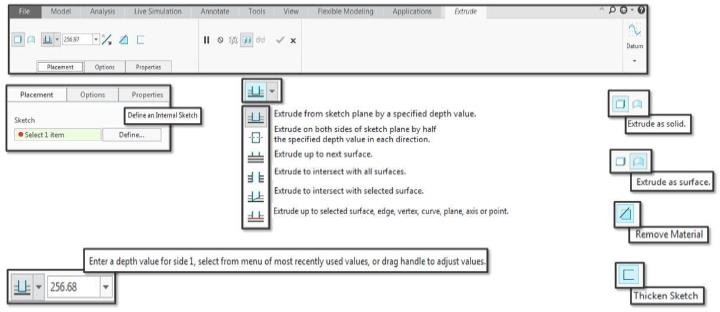 File Model Analysis Live Simulation Annotate Tools View Flexible Modeling Applications Extrude
256.97
Datum
Placement Options Properties
Placement Options Properties
Define an Internal Sketch
Sketch
Select 1 item Define...
Extrude from sketch plane by a specified depth value.
Extrude on both sides of sketch plane by half
the specified depth value in each direction.
Extrude up to next surface.
Extrude to intersect with all surfaces.
Extrude to intersect with selected surface.
Extrude up to selected surface, edge, vertex, curve, plane, axis or point.
Extrude as solid.
Extrude as surface.
Remove Material
Thicken Sketch
Enter a depth value for side 1, select from menu of most recently used values, or drag handle to adjust values.
256.68